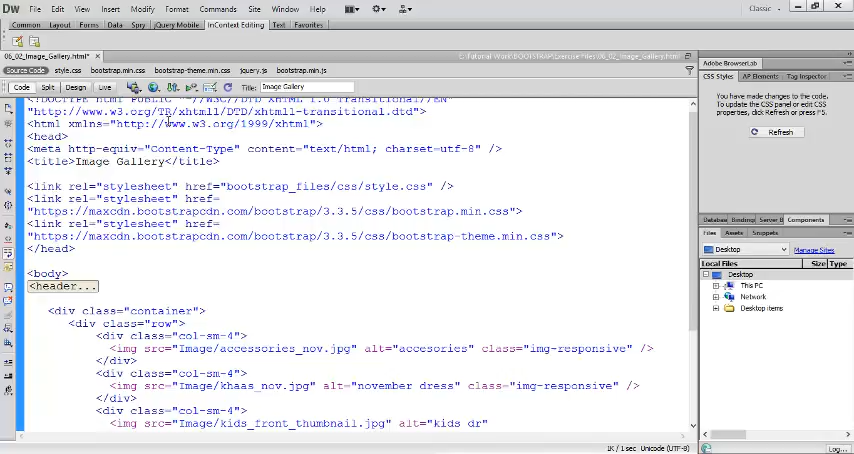 Dw File Edit View Insert Modify Format Commands Site Window Help Classic
Common Layout Forms Data Spry jQuery Mobile InContext Editing Text Favorites
06_02_Image_Gallery.html* ×
Source Code style.css bootstrap.min.css bootstrap-theme.min.css jquery.js bootstrap.min.js
Code Split Design Live Title: Image Gallery
"http://www.w3.org/TR/xhtml1/DTD/xhtml1-transitional.dtd">
<html xmlns="http://www.w3.org/1999/xhtml">
<head>
<meta http-equiv="Content-Type" content="text/html; charset=utf-8" />
<title>Image Gallery</title>
<link rel="stylesheet" href="bootstrap_files/css/style.css" />
<link rel="stylesheet" href=
"https://maxcdn.bootstrapcdn.com/bootstrap/3.3.5/css/bootstrap.min.css">
<link rel="stylesheet" href=
"https://maxcdn.bootstrapcdn.com/bootstrap/3.3.5/css/bootstrap-theme.min.css">
</head>
<body>
<header...
<div class="container">
<div class="row">
<div class="col-sm-4">
<img src="Image/accessories_nov.jpg" alt="accesories" class="img-responsive" />
</div>
<div class="col-sm-4">
<img src="Image/khaas_nov.jpg" alt="november dress" class="img-responsive" />
</div>
<div class="col-sm-4">
<img src="Image/kids_front_thumbnail.jpg" alt="kids dr"
1K / 1 sec Unicode (UTF-8)
Adobe BrowserLab
CSS Styles AP Elements Tag Inspector
You have made changes to the code.
To update the CSS panel or edit CSS
properties, click Refresh or press F5.
Refresh
Databas Binding Server B Components
Files Assets Snippets
Desktop Manage Sites
Local Files Size Type
Desktop
This PC
Network
Desktop items
Log...